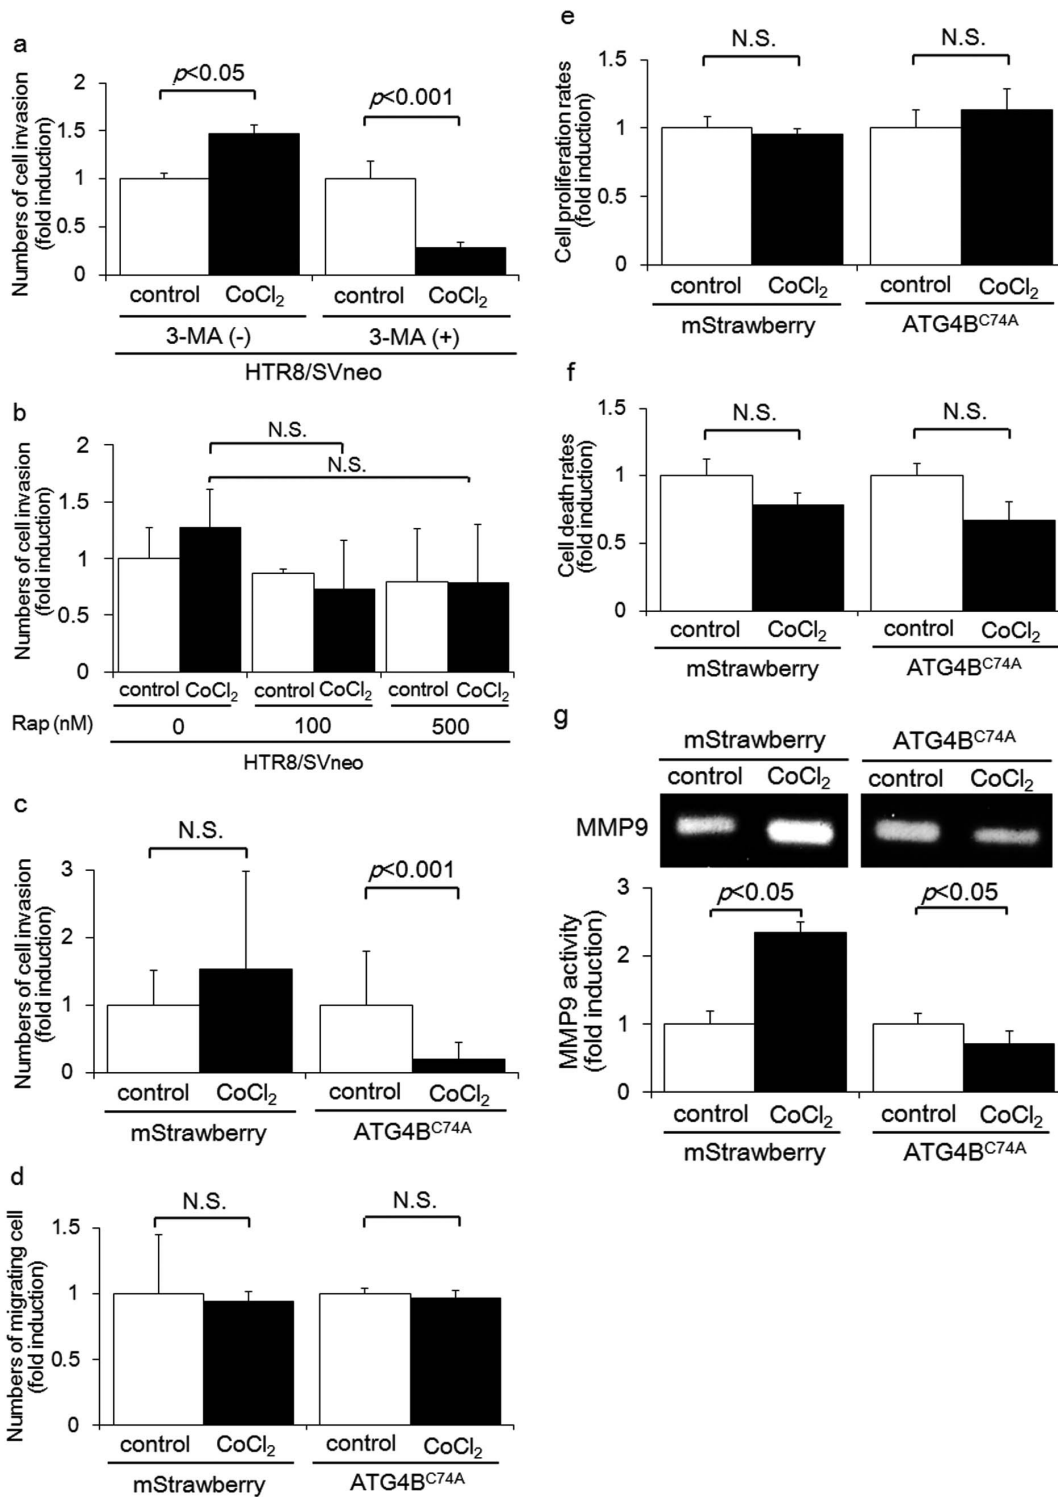 a
Numbers of cell invasion
(fold induction)
2
1.5
1
0.5
0
p<0.05
p<0.001
control CoCl2 control CoCl2
3-MA (-) 3-MA (+)
HTR8/SVneo
b
Numbers of cell invasion
(fold induction)
2
1.5
1
0.5
0
N.S.
N.S.
control CoCl2 control CoCl2 control CoCl2
Rap (nM) 0 100 500
HTR8/SVneo
c
Numbers of cell invasion
(fold induction)
3
2
1
0
N.S.
p<0.001
control CoCl2 control CoCl2
mStrawberry ATG4BC74A
d
Numbers of migrating cell
(fold induction)
1.5
1
0.5
0
N.S. N.S.
control CoCl2 control CoCl2
mStrawberry ATG4BC74A
e
Cell proliferation rates
(fold induction)
1.5
1
0.5
0
N.S. N.S.
control CoCl2 control CoCl2
mStrawberry ATG4BC74A
f
Cell death rates
(fold induction)
1.5
1
0.5
0
N.S. N.S.
control CoCl2 control CoCl2
mStrawberry ATG4BC74A
g
mStrawberry ATG4BC74A
control CoCl2 control CoCl2
MMP9
MMP9 activity
(fold induction)
3
2
1
0
p<0.05 p<0.05
control CoCl2 control CoCl2
mStrawberry ATG4BC74A